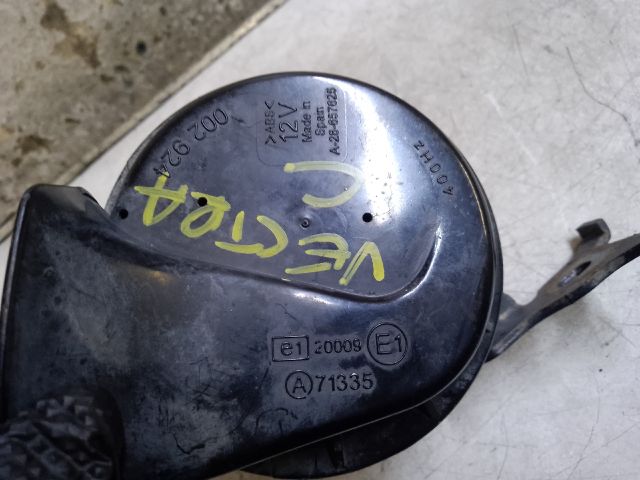 >ABS<
12V
Made in
Spain
A-28-657625
002 924
400Hz
VECTRA
C
e1 20009 E1
A 71335